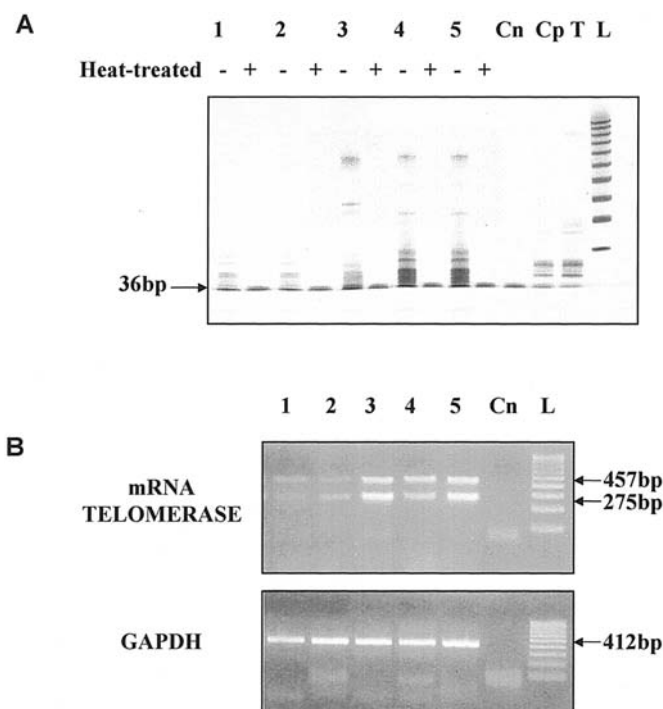 A
1 2 3 4 5 Cn Cp T L
Heat-treated - + - + - + - + - +
36bp
1 2 3 4 5 Cn L
B
mRNA
TELOMERASE
457bp
275bp
GAPDH
412bp